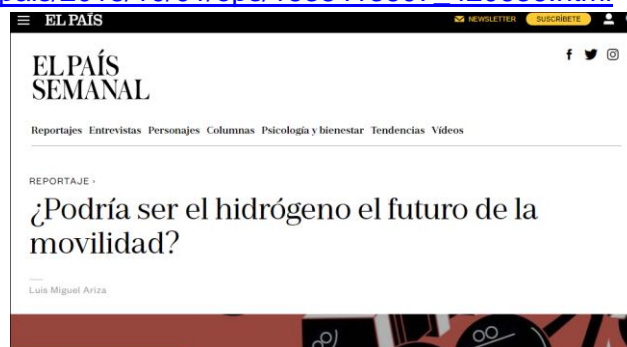 EL PAÍS
NEWSLETTER SUSCRÍBETE
EL PAÍS
SEMANAL
Reportajes Entrevistas Personajes Columnas Psicología y bienestar Tendencias Vídeos
REPORTAJE
¿Podría ser el hidrógeno el futuro de la
movilidad?
Luis Miguel Ariza